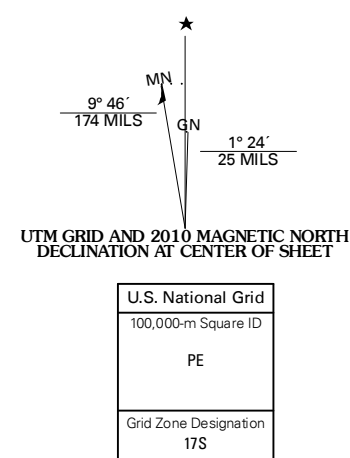 ★
MN
9° 46´
174 MILS
GN
1° 24´
25 MILS
UTM GRID AND 2010 MAGNETIC NORTH
DECLINATION AT CENTER OF SHEET
U.S. National Grid
100,000-m Square ID
PE
Grid Zone Designation
17S